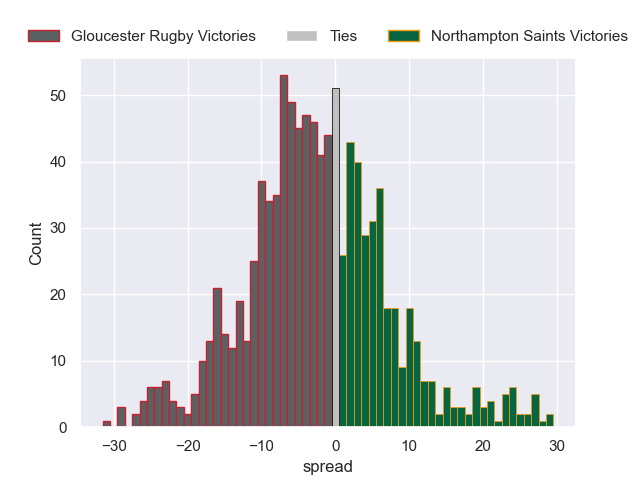 Gloucester Rugby Victories Ties Northampton Saints Victories
50
40
30
20
10
0
Count
−30 −20 −10 0 10 20 30
spread